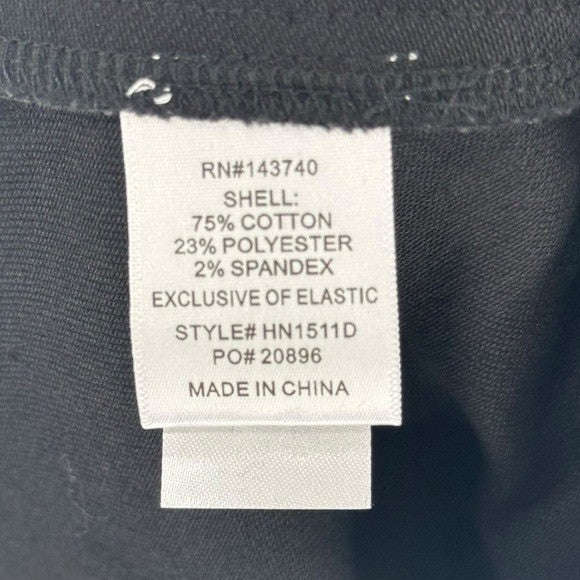 RN#143740
SHELL:
75% COTTON
23% POLYESTER
2% SPANDEX
EXCLUSIVE OF ELASTIC
STYLE# HN1511D
PO# 20896
MADE IN CHINA